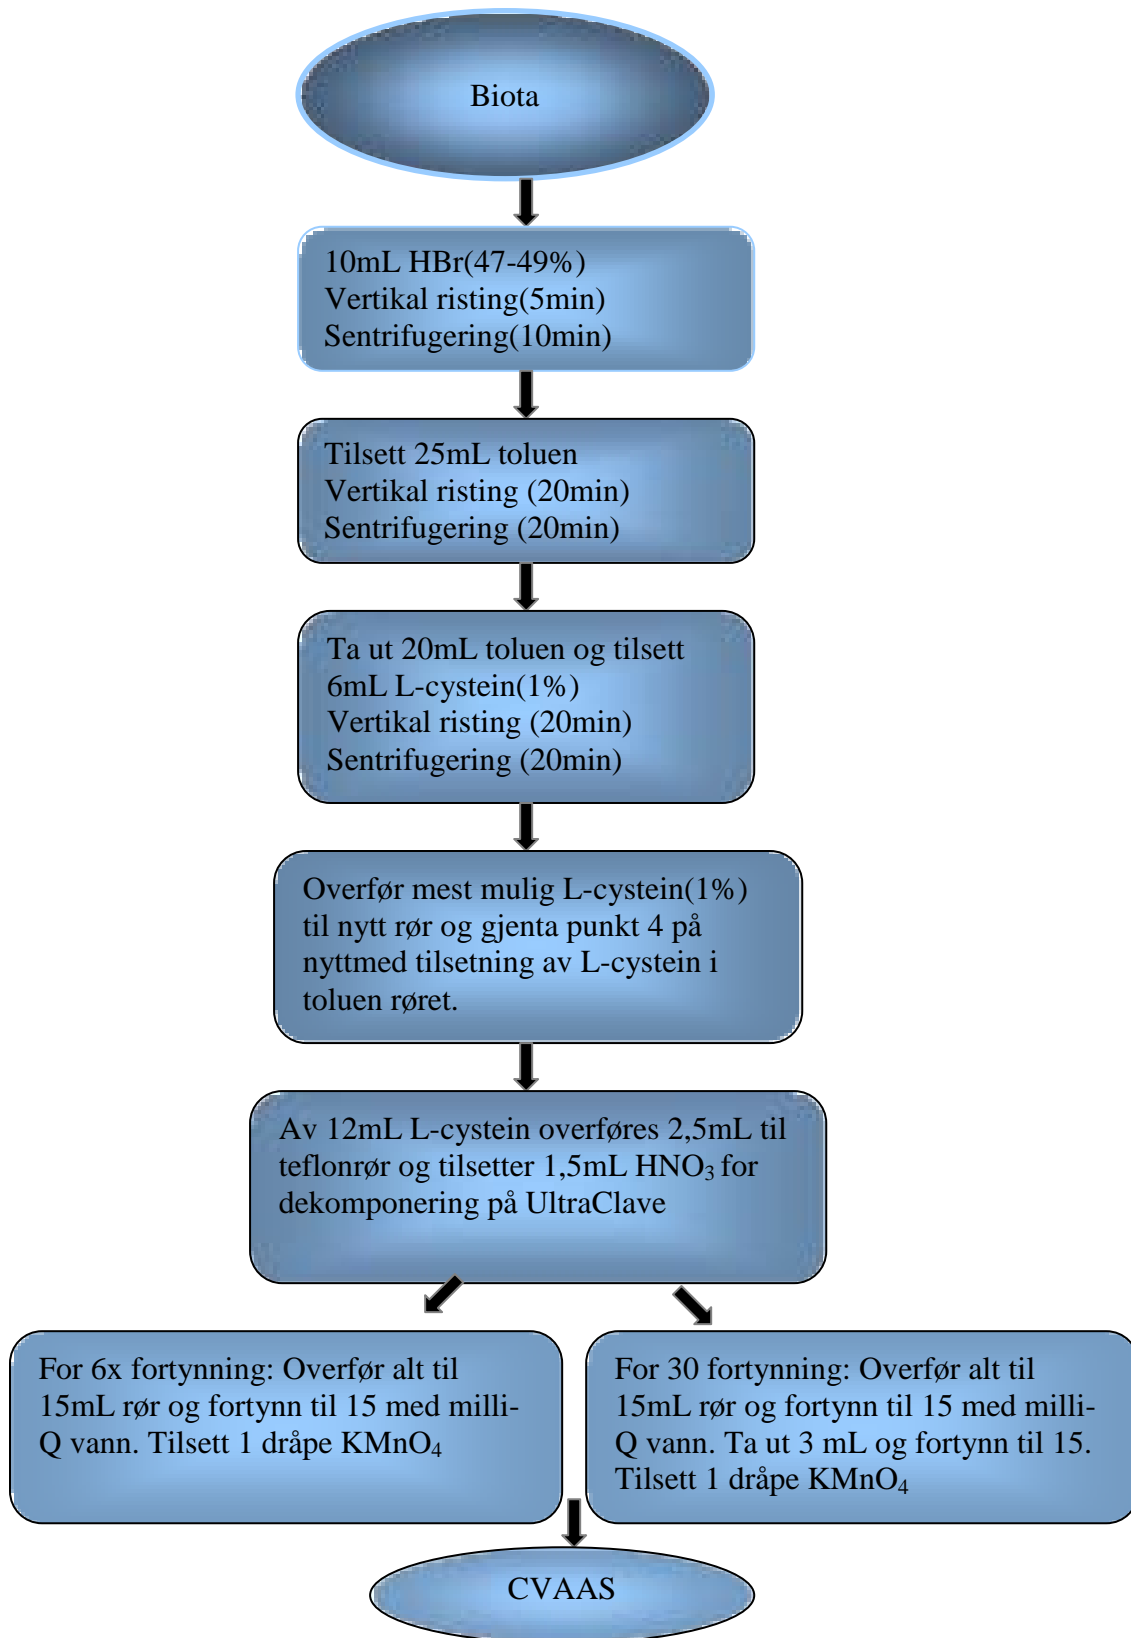 Biota
10mL HBr(47-49%)
Vertikal risting(5min)
Sentrifugering(10min)
Tilsett 25mL toluen
Vertikal risting (20min)
Sentrifugering (20min)
Ta ut 20mL toluen og tilsett
6mL L-cystein(1%)
Vertikal risting (20min)
Sentrifugering (20min)
Overfør mest mulig L-cystein(1%)
til nytt rør og gjenta punkt 4 på
nyttmed tilsetning av L-cystein i
toluen røret.
Av 12mL L-cystein overføres 2,5mL til
teflonrør og tilsetter 1,5mL HNO₃ for
dekomponering på UltraClave
For 6x fortynning: Overfør alt til
15mL rør og fortynn til 15 med milli-
Q vann. Tilsett 1 dråpe KMnO₄
For 30 fortynning: Overfør alt til
15mL rør og fortynn til 15 med milli-
Q vann. Ta ut 3 mL og fortynn til 15.
Tilsett 1 dråpe KMnO₄
CVAAS